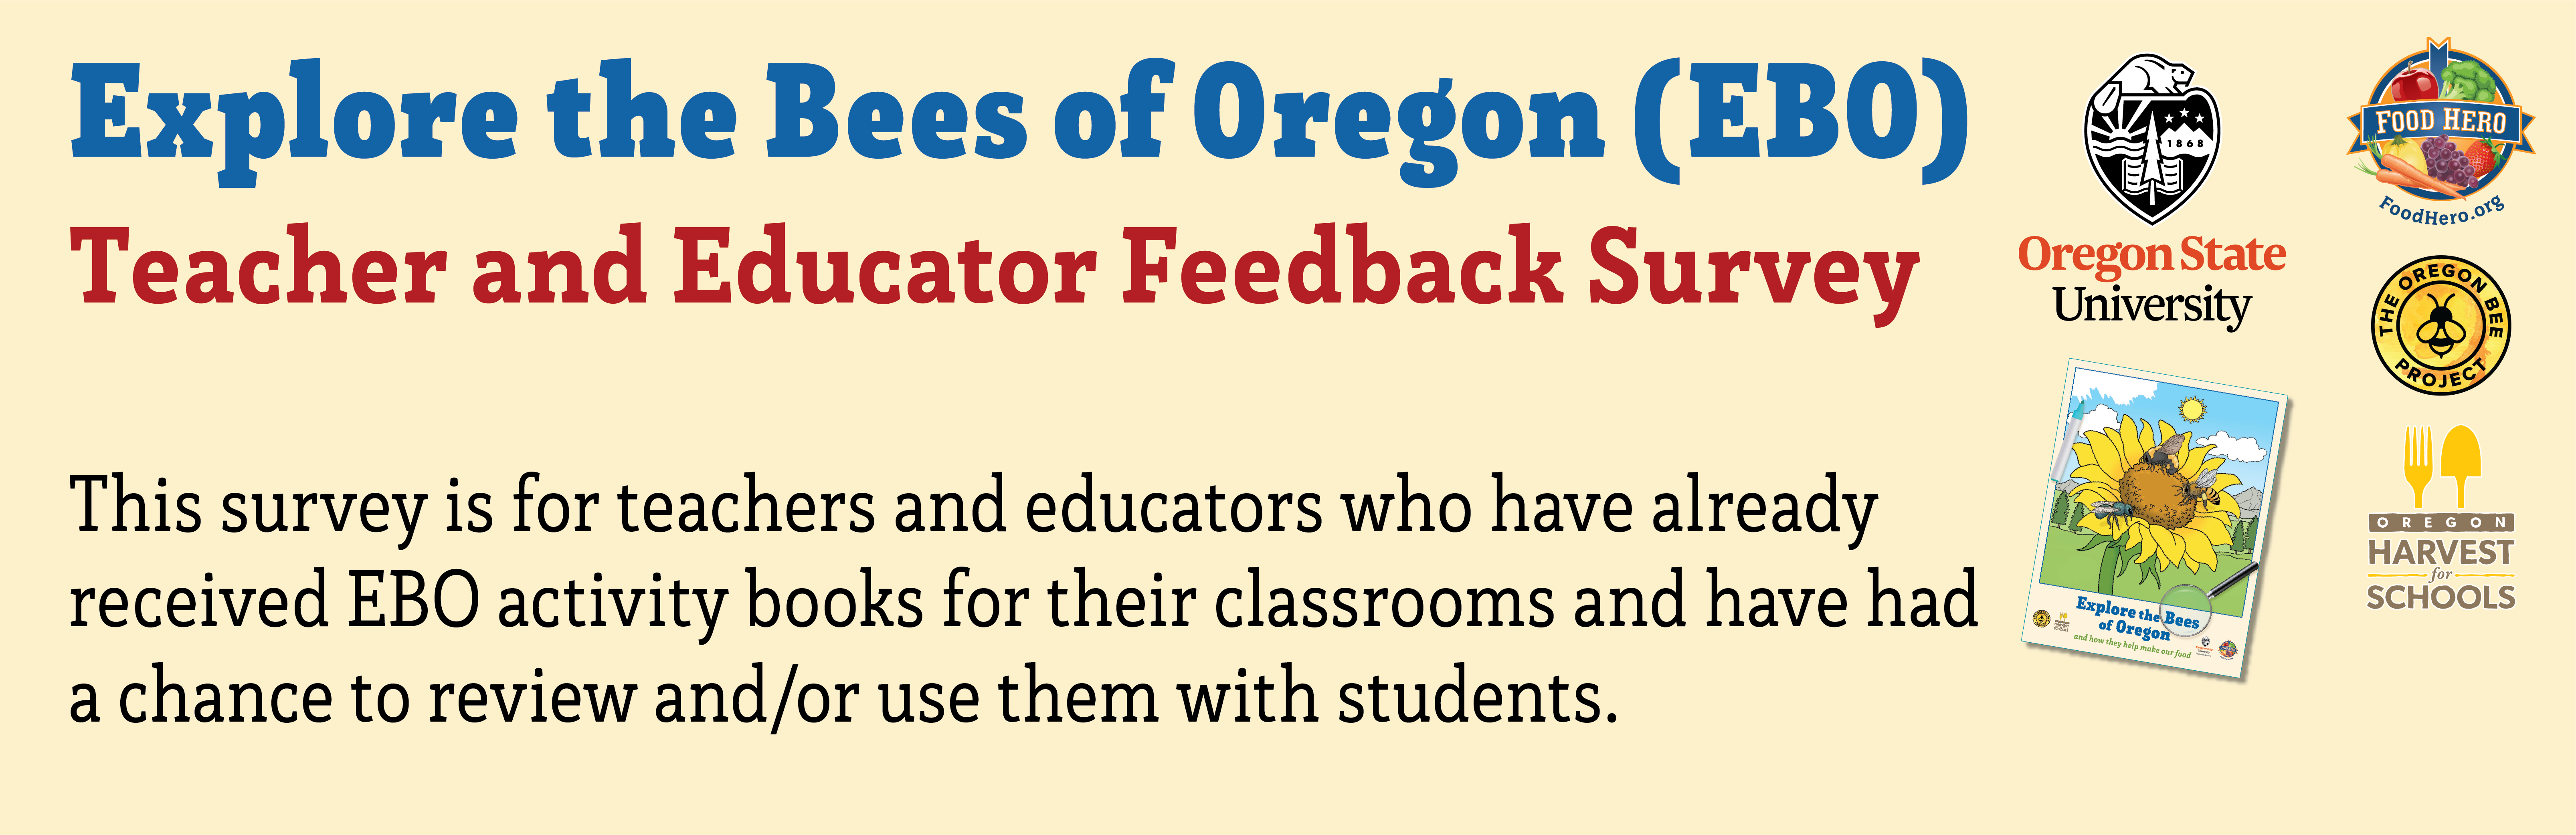 Explore the Bees of Oregon (EBO)
Teacher and Educator Feedback Survey
This survey is for teachers and educators who have already
received EBO activity books for their classrooms and have had
a chance to review and/or use them with students.
1868
Oregon State
University
Explore the Bees
of Oregon
and how they help make our food
FOOD HERO
FoodHero.org
THE OREGON BEE
PROJECT
OREGON
HARVEST
for
SCHOOLS